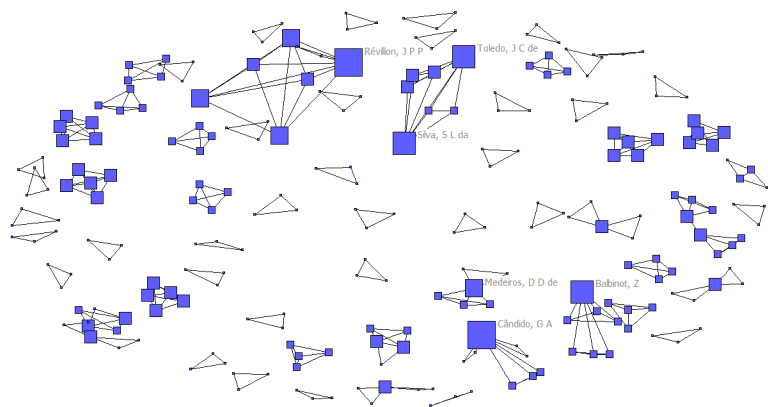 Révillon, J P P
Toledo, J C de
Silva, S L da
Medeiros, D D de
Balbinot, Z
Cândido, G A